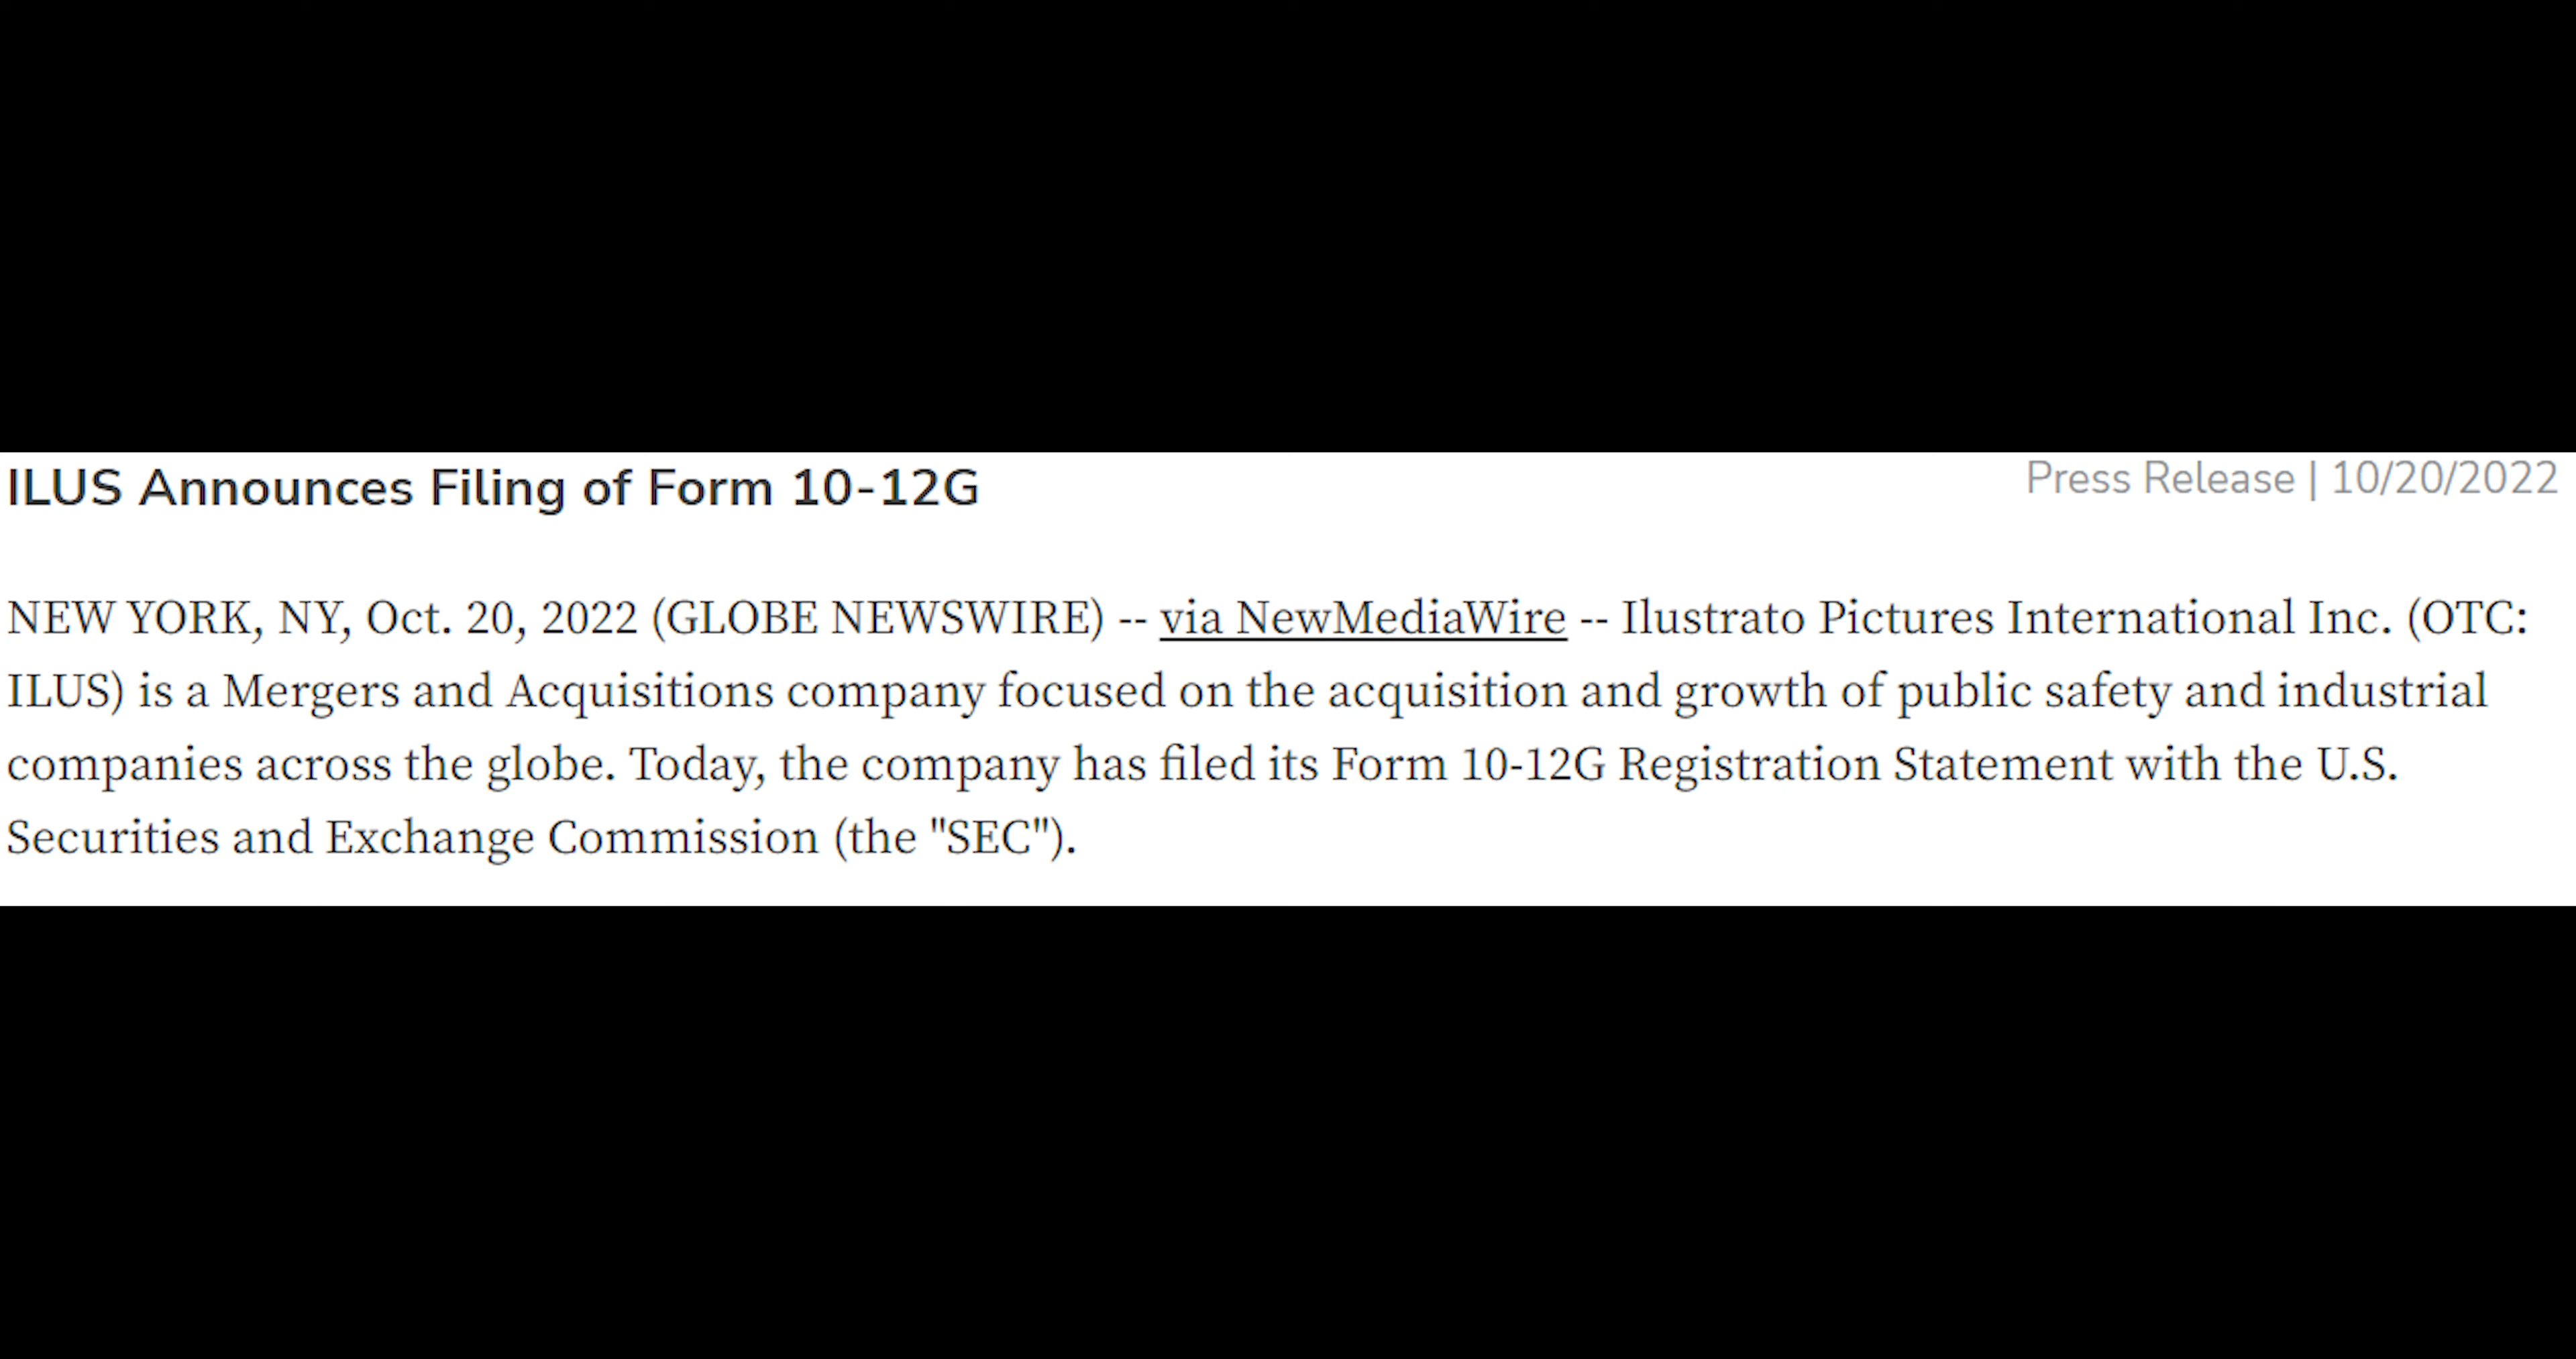 ILUS Announces Filing of Form 10-12G
Press Release | 10/20/2022
NEW YORK, NY, Oct. 20, 2022 (GLOBE NEWSWIRE) -- via NewMediaWire -- Ilustrato Pictures International Inc. (OTC:
ILUS) is a Mergers and Acquisitions company focused on the acquisition and growth of public safety and industrial
companies across the globe. Today, the company has filed its Form 10-12G Registration Statement with the U.S.
Securities and Exchange Commission (the "SEC").